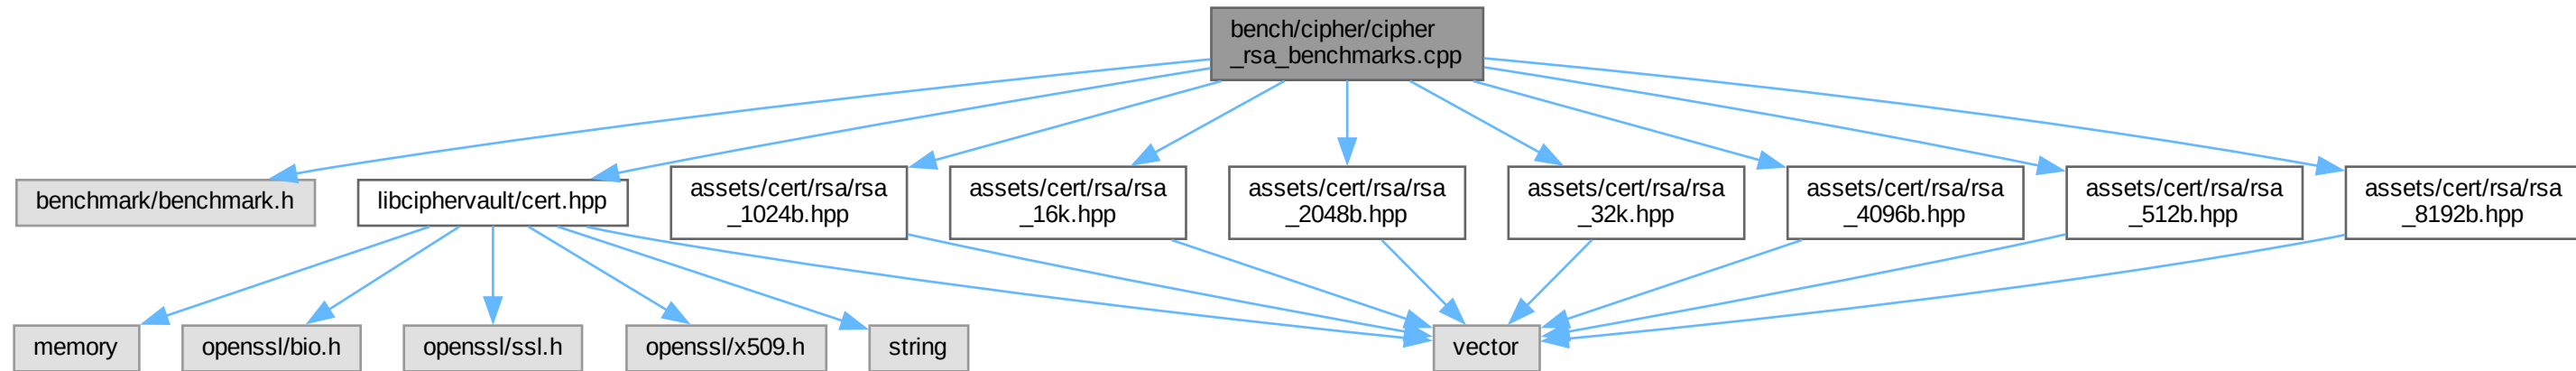 bench/cipher/cipher
_rsa_benchmarks.cpp
benchmark/benchmark.h
libciphervault/cert.hpp
assets/cert/rsa/rsa
_1024b.hpp
assets/cert/rsa/rsa
_16k.hpp
assets/cert/rsa/rsa
_2048b.hpp
assets/cert/rsa/rsa
_32k.hpp
assets/cert/rsa/rsa
_4096b.hpp
assets/cert/rsa/rsa
_512b.hpp
assets/cert/rsa/rsa
_8192b.hpp
memory
openssl/bio.h
openssl/ssl.h
openssl/x509.h
string
vector